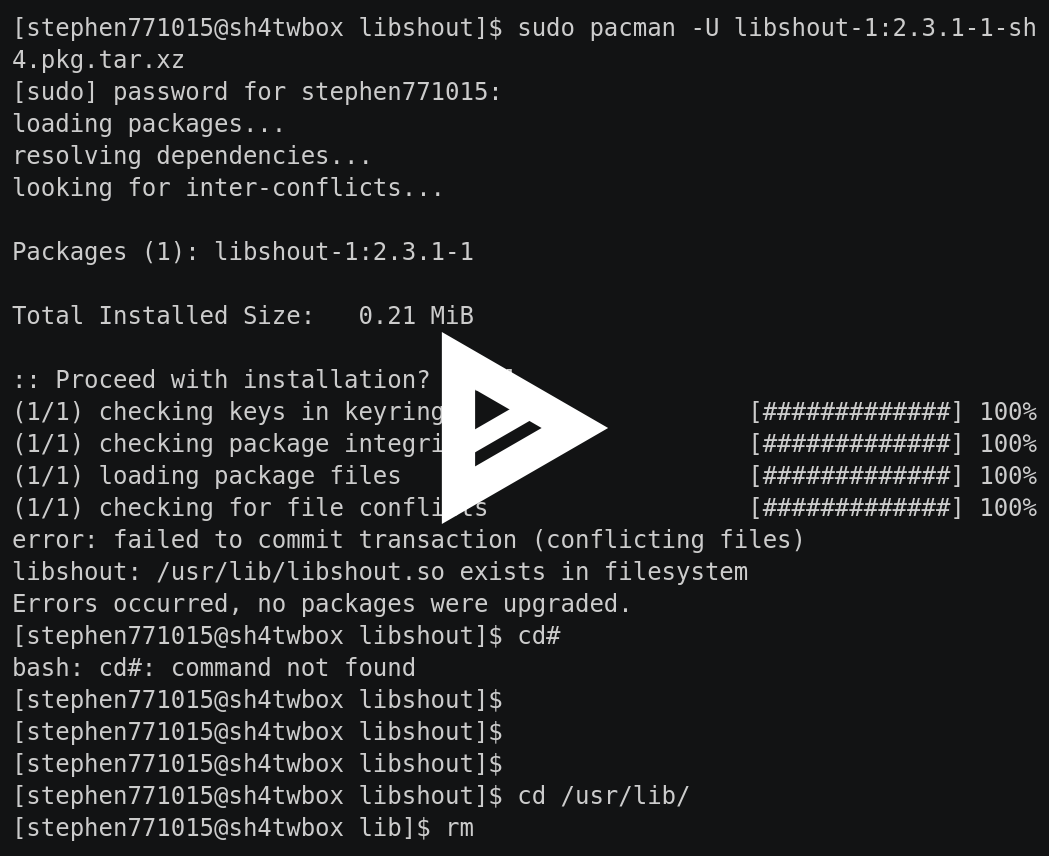 [stephen771015@sh4twbox libshout]$ sudo pacman -U libshout-1:2.3.1-1-sh
4.pkg.tar.xz
[sudo] password for stephen771015:
loading packages...
resolving dependencies...
looking for inter-conflicts...
Packages (1): libshout-1:2.3.1-1
Total Installed Size:   0.21 MiB
:: Proceed with installation?
(1/1) checking keys in keyring [#############] 100%
(1/1) checking package [#############] 100%
(1/1) loading package files [#############] 100%
(1/1) checking for file conflicts [#############] 100%
error: failed to commit transaction (conflicting files)
libshout: /usr/lib/libshout.so exists in filesystem
Errors occurred, no packages were upgraded.
[stephen771015@sh4twbox libshout]$ cd#
bash: cd#: command not found
[stephen771015@sh4twbox libshout]$
[stephen771015@sh4twbox libshout]$
[stephen771015@sh4twbox libshout]$
[stephen771015@sh4twbox libshout]$ cd /usr/lib/
[stephen771015@sh4twbox lib]$ rm